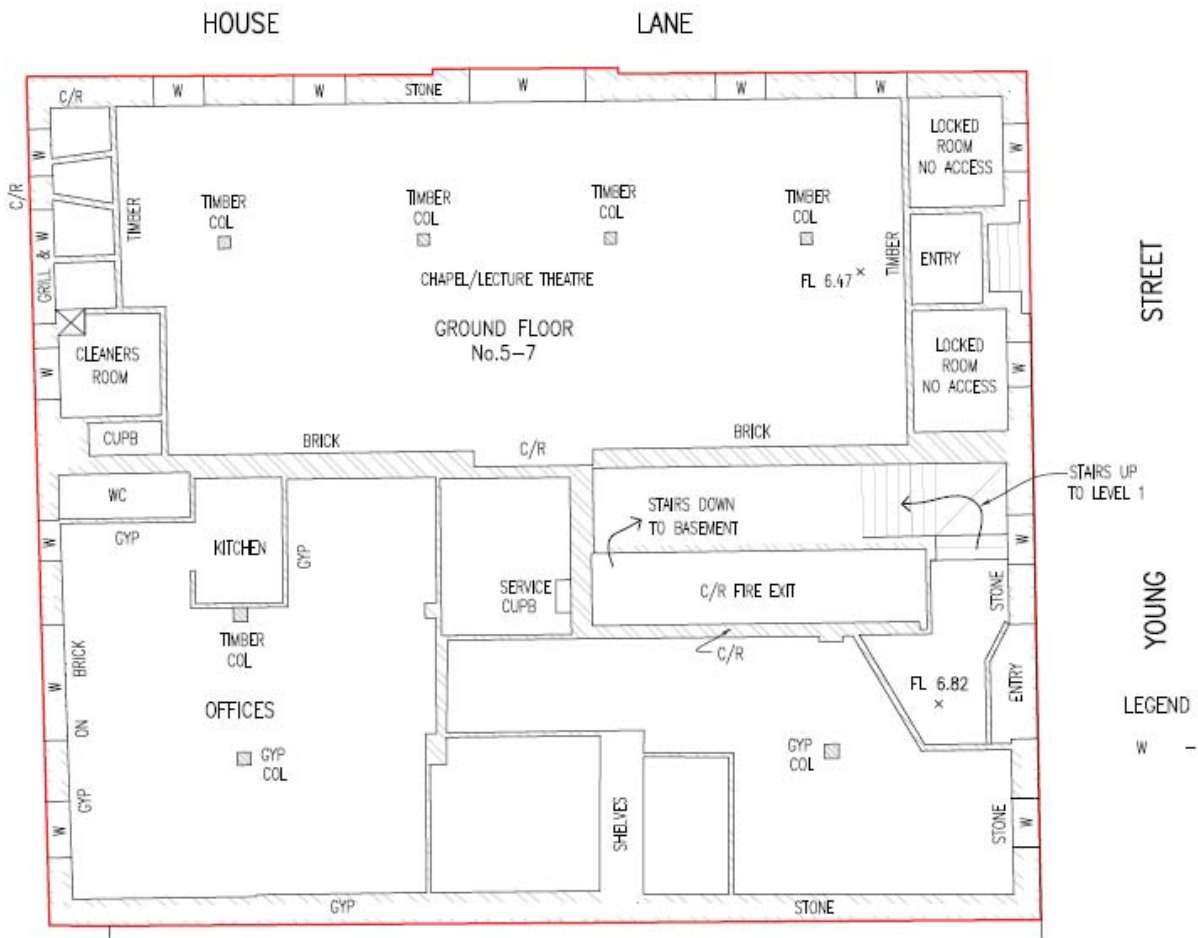 HOUSE LANE
C/R
W
W
STONE
W
W
W
W
C/R
GRILL & W
TIMBER
TIMBER
COL
TIMBER
COL
TIMBER
COL
TIMBER
COL
TIMBER
LOCKED
ROOM
NO ACCESS
W
ENTRY
CHAPEL/LECTURE THEATRE
FL 6.47
GROUND FLOOR
No.5-7
STREET
CLEANERS
ROOM
W
LOCKED
ROOM
NO ACCESS
W
CUPB
BRICK
C/R
BRICK
WC
STAIRS DOWN
TO BASEMENT
STAIRS UP
TO LEVEL 1
W
GYP
KITCHEN
GYP
W
SERVICE
CUPB
C/R FIRE EXIT
STONE
YOUNG
TIMBER
COL
C/R
GYP ON BRICK
W
OFFICES
FL 6.82
ENTRY
LEGEND
W -
GYP
COL
GYP
COL
W
SHELVES
STONE
W
GYP
STONE